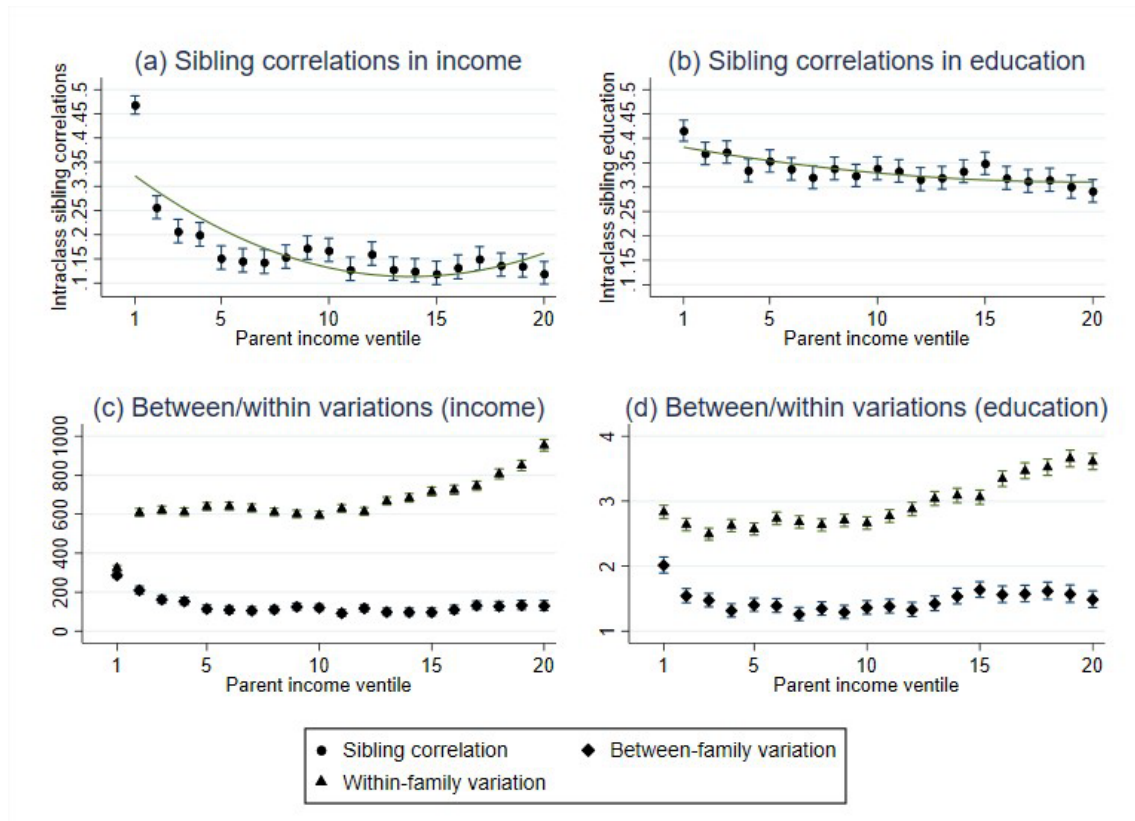 (a) Sibling correlations in income
Intraclass sibling correlations
.1 .15 .2 .25 .3 .35 .4 .45 .5
1 5 10 15 20
Parent income ventile
(b) Sibling correlations in education
Intraclass sibling education
.1 .15 .2 .25 .3 .35 .4 .45 .5
1 5 10 15 20
Parent income ventile
(c) Between/within variations (income)
0 200 400 600 800 1000
1 5 10 15 20
Parent income ventile
(d) Between/within variations (education)
1 2 3 4
1 5 10 15 20
Parent income ventile
Sibling correlation
Between-family variation
Within-family variation